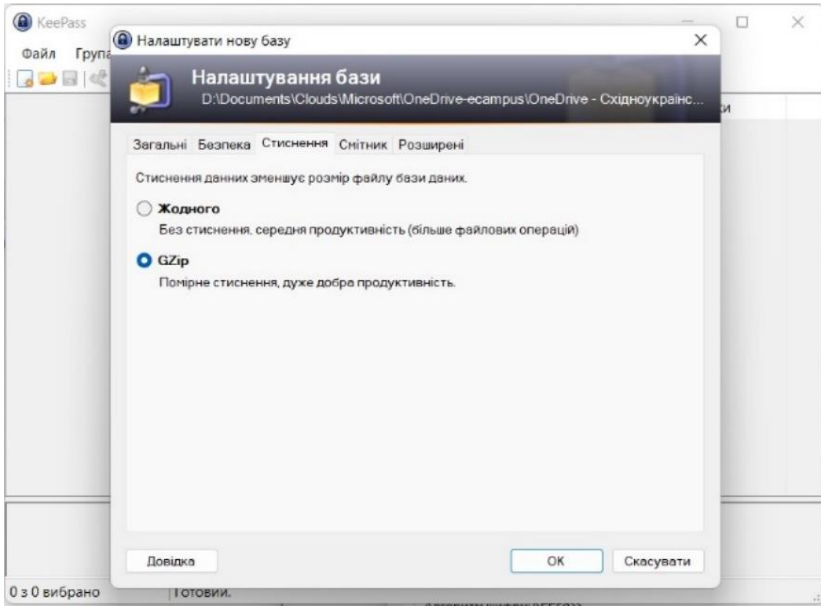 KeePass
Файл Група
Налаштувати нову базу
Налаштування бази
D:\Documents\Clouds\Microsoft\OneDrive-ecampus\OneDrive - Східноукраїнс...
ки
Загальні Безпека Стиснення Смітник Розширені
Стиснення данних зменшує розмір файлу бази даних.
Жодного
Без стиснення, середня продуктивність (більше файлових операцій)
GZip
Помірне стиснення, дуже добра продуктивність.
Довідка OK Скасувати
0 з 0 вибрано Готовий.